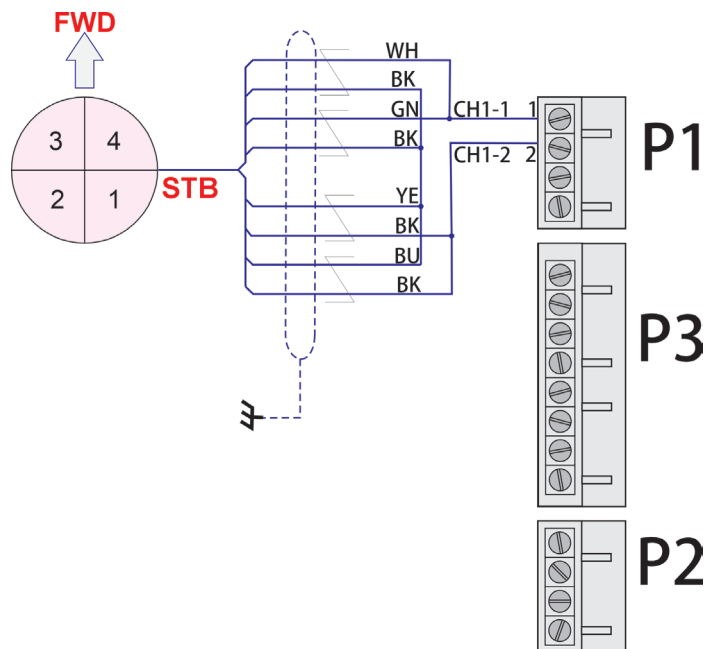 FWD
WH
BK
GN CH1-1 1
BK
CH1-2 2
P1
3 4
2 1
STB
YE
BK
BU
BK
P3
P2